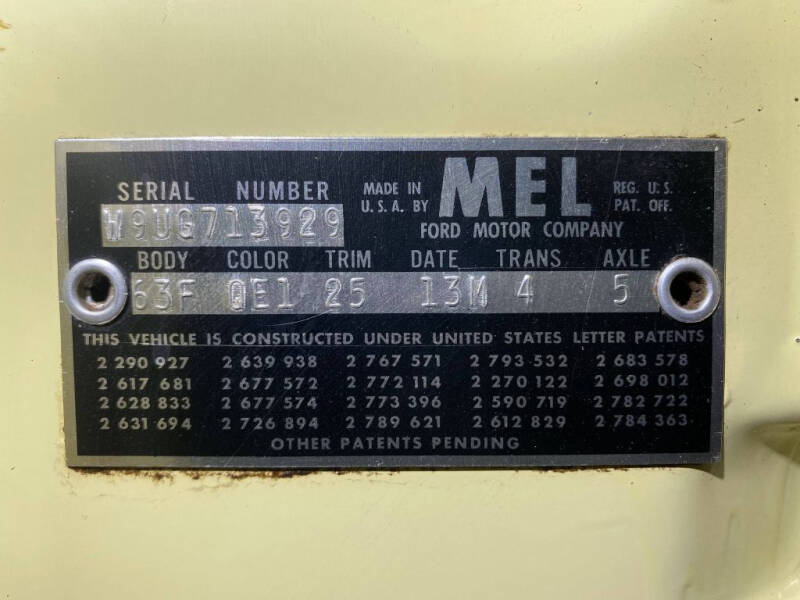 SERIAL NUMBER MADE IN U.S.A. BY MEL REG. U.S. PAT. OFF.
W9UG713929 FORD MOTOR COMPANY
BODY COLOR TRIM DATE TRANS AXLE
63F QE1 25 13M 4 5
THIS VEHICLE IS CONSTRUCTED UNDER UNITED STATES LETTER PATENTS
2 290 927 2 639 938 2 767 571 2 793 532 2 683 578
2 617 681 2 677 572 2 772 114 2 270 122 2 698 012
2 628 833 2 677 574 2 773 396 2 590 719 2 782 722
2 631 694 2 726 894 2 789 621 2 612 829 2 784 363
OTHER PATENTS PENDING